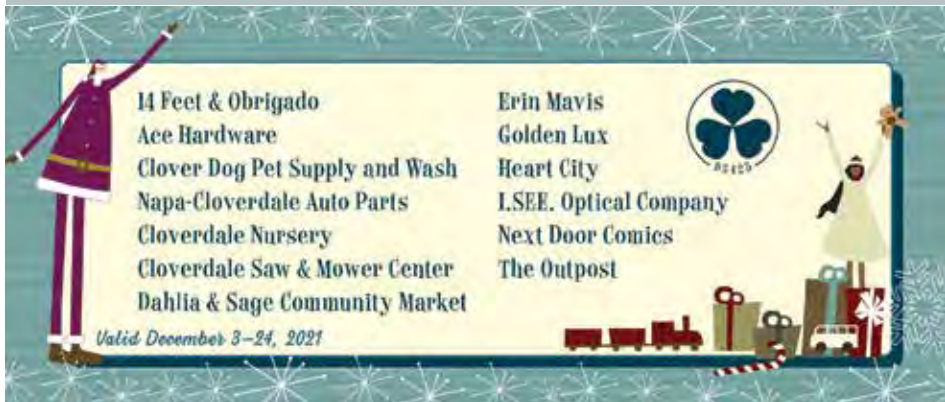 14 Feet & Obrigado
Ace Hardware
Clover Dog Pet Supply and Wash
Napa-Cloverdale Auto Parts
Cloverdale Nursery
Cloverdale Saw & Mower Center
Dahlia & Sage Community Market
Valid December 3–24, 2021
Erin Mavis
Golden Lux
Heart City
I.SEE. Optical Company
Next Door Comics
The Outpost